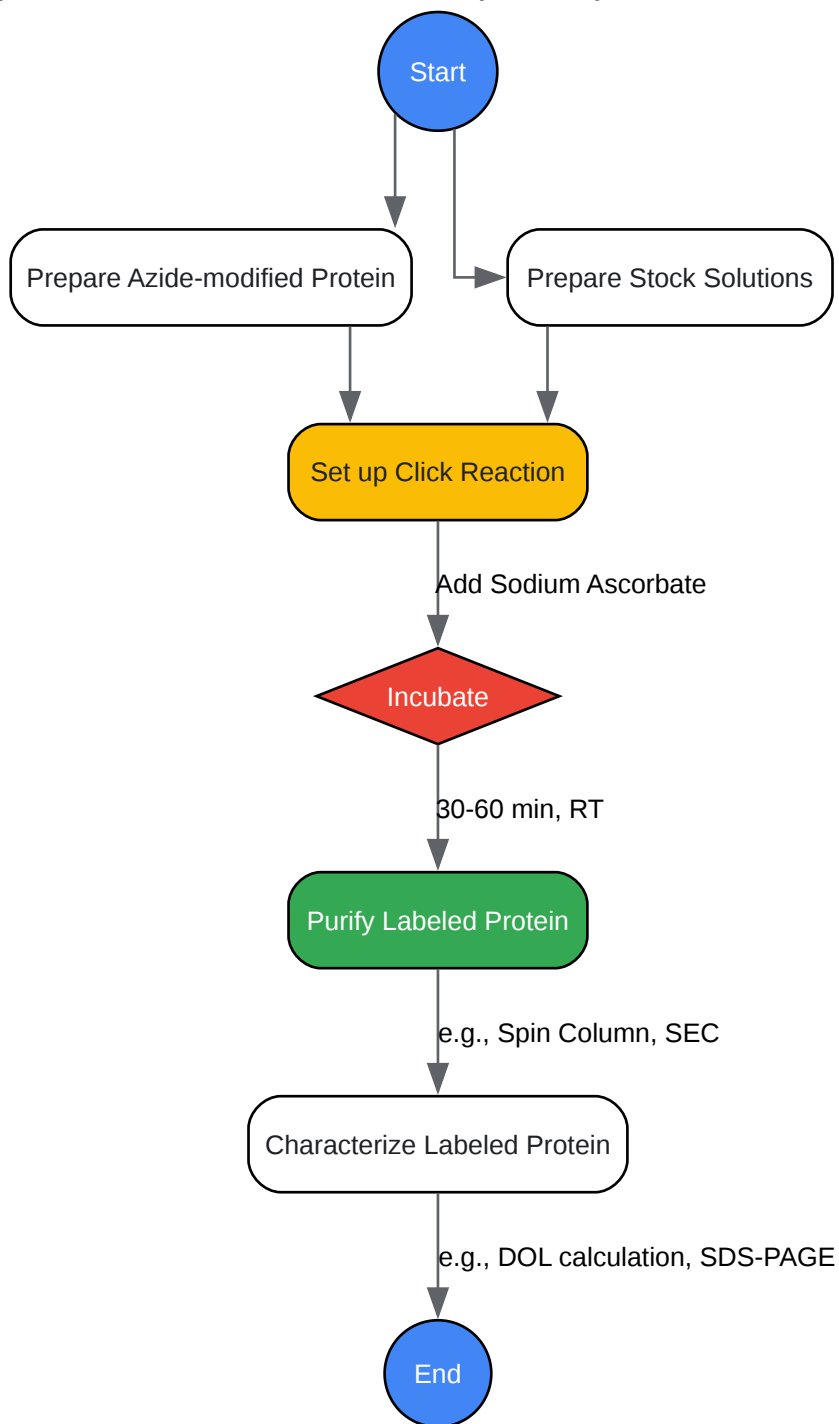 Start
Prepare Azide-modified Protein
Prepare Stock Solutions
Set up Click Reaction
Add Sodium Ascorbate
Incubate
30-60 min, RT
Purify Labeled Protein
e.g., Spin Column, SEC
Characterize Labeled Protein
e.g., DOL calculation, SDS-PAGE
End